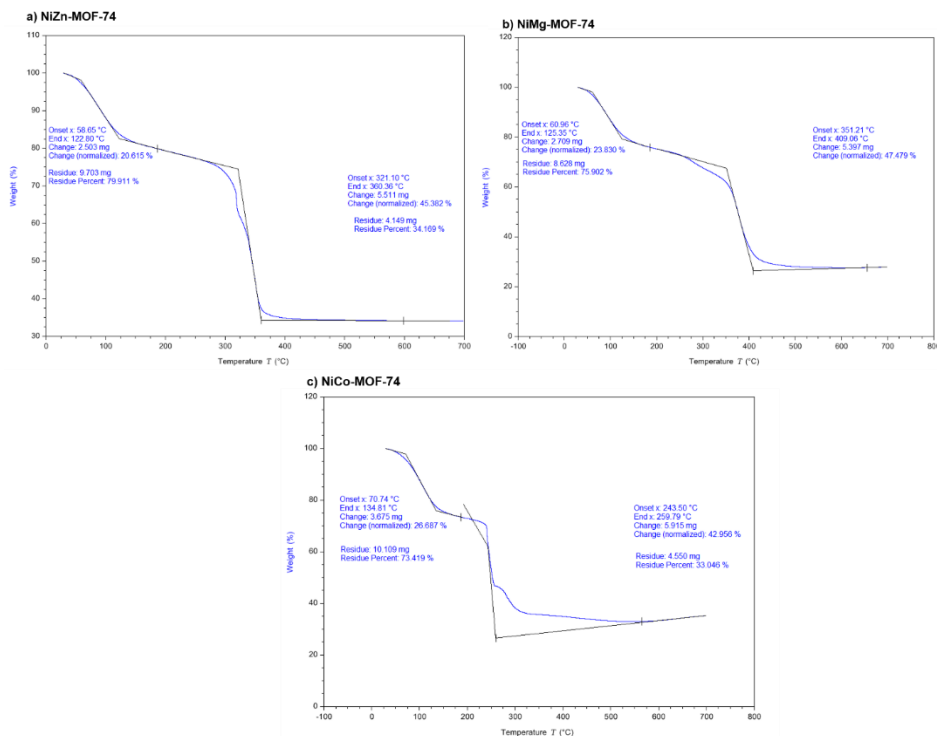 a) NiZn-MOF-74
110
100
90
80
70
60
50
40
30
Weight (%)
Onset x: 58.65 °C
End x: 122.80 °C
Change: 2.503 mg
Change (normalized): 20.615 %
Residue: 9.703 mg
Residue Percent: 79.911 %
Onset x: 321.10 °C
End x: 360.36 °C
Change: 5.511 mg
Change (normalized): 45.382 %
Residue: 4.149 mg
Residue Percent: 34.169 %
0 100 200 300 400 500 600 700
Temperature T (°C)
b) NiMg-MOF-74
120
100
80
60
40
20
0
Weight (%)
Onset x: 60.96 °C
End x: 125.35 °C
Change: 2.709 mg
Change (normalized): 23.830 %
Residue: 8.628 mg
Residue Percent: 75.902 %
351.21 °C
End x: 409.06 °C
Change: 5.397 mg
Change (normalized): 47.479 %
-100 0 100 200 300 400 500 600 700 800
Temperature T (°C)
c) NiCo-MOF-74
120
100
80
60
40
20
0
Weight (%)
Onset x: 70.74 °C
End x: 134.81 °C
Change: 3.675 mg
Change (normalized): 26.687 %
Residue: 10.109 mg
Residue Percent: 73.419 %
Onset x: 243.50 °C
End x: 259.79 °C
Change: 5.915 mg
Change (normalized): 42.956 %
Residue: 4.550 mg
Residue Percent: 33.046 %
-100 0 100 200 300 400 500 600 700 800
Temperature T (°C)